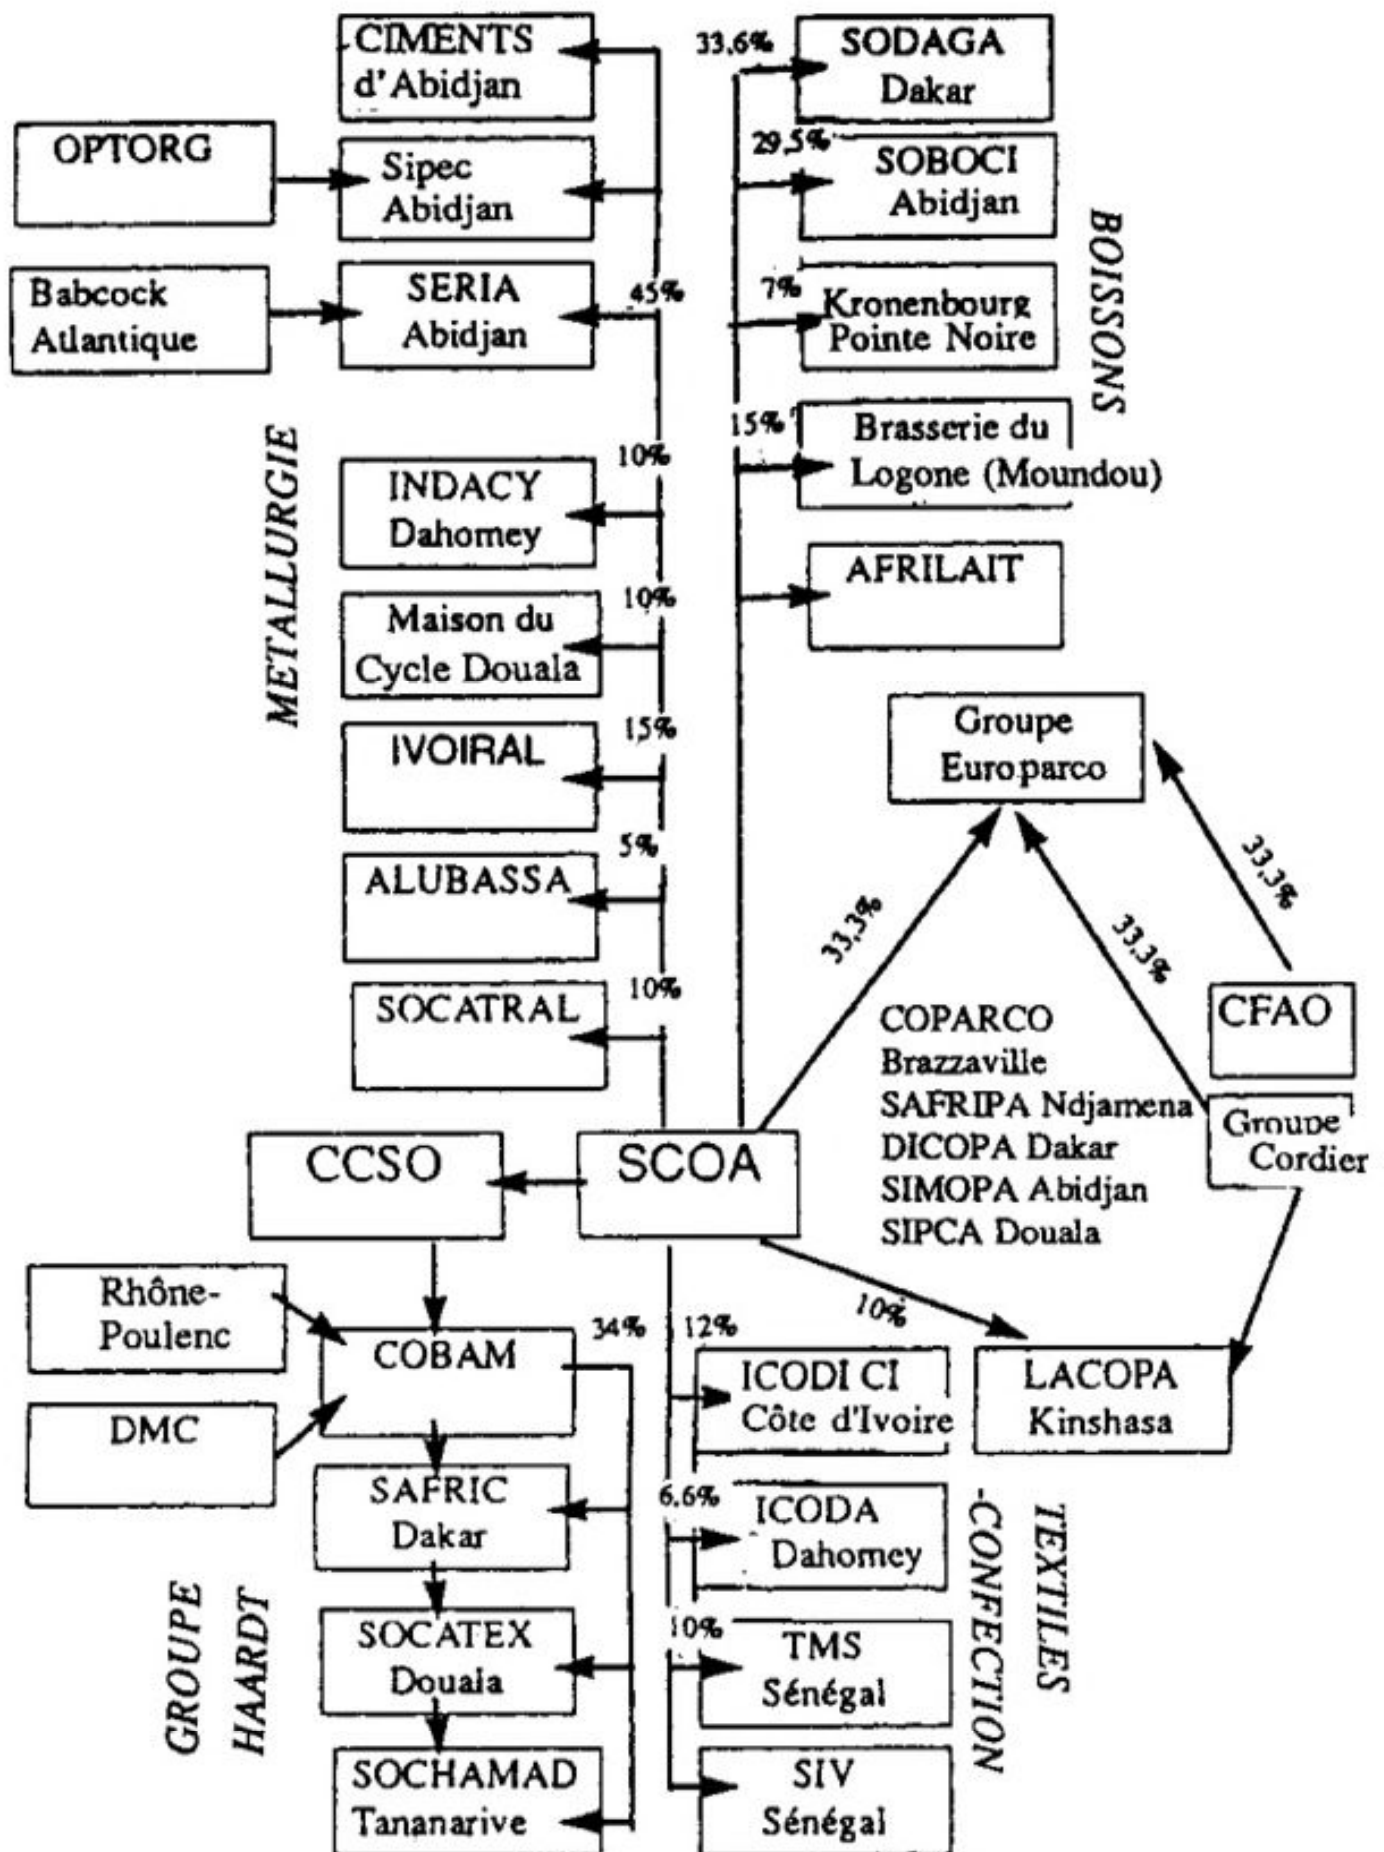 CIMENTS
d'Abidjan
33,6%
SODAGA
Dakar
OPTORG
Sipec
Abidjan
29,5%
SOBOCI
Abidjan
BOISSONS
Babcock
Atlantique
SERIA
Abidjan
45%
7%
Kronenbourg
Pointe Noire
15%
Brasserie du
Logone (Moundou)
METALLURGIE
10%
INDACY
Dahomey
AFRILAIT
10%
Maison du
Cycle Douala
15%
IVOIRAL
Groupe
Europarco
5%
ALUBASSA
33,3%
33,3%
33,3%
10%
SOCATRAL
COPARCO
Brazzaville
SAFRIPA Ndjamena
DICOPA Dakar
SIMOPA Abidjan
SIPCA Douala
CFAO
Groupe
Cordier
CCSO
SCOA
Rhône-
Poulenc
COBAM
34%
12%
10%
ICODI CI
Côte d'Ivoire
LACOPA
Kinshasa
DMC
SAFRIC
Dakar
6,6%
ICODA
Dahomey
TEXTILES
-CONFECTION
GROUPE
HAARDT
SOCATEX
Douala
10%
TMS
Sénégal
SOCHAMAD
Tananarive
SIV
Sénégal